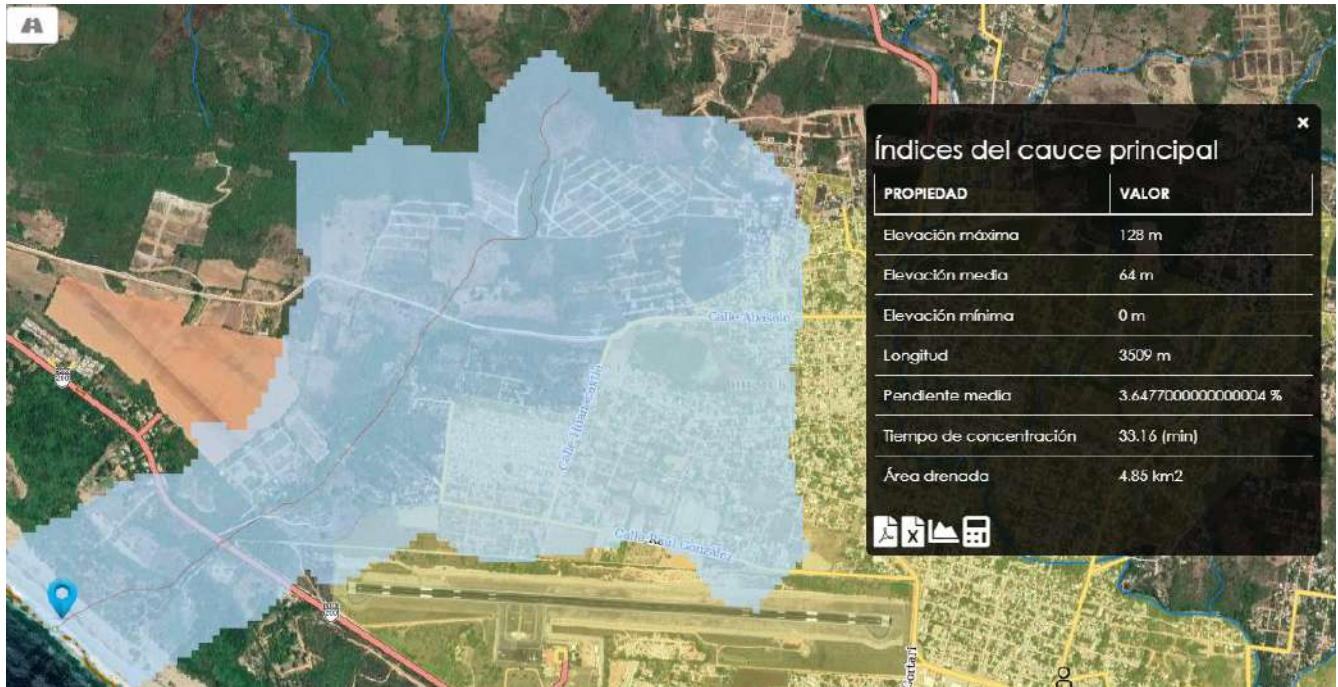 Índices del cauce principal
PROPIEDAD VALOR
Elevación máxima 128 m
Elevación media 64 m
Elevación mínima 0 m
Longitud 3509 m
Pendiente media 3.6477000000000004 %
Tiempo de concentración 33.16 (min)
Área drenada 4.85 km2
Calle Abasolo
Calle Raúl González